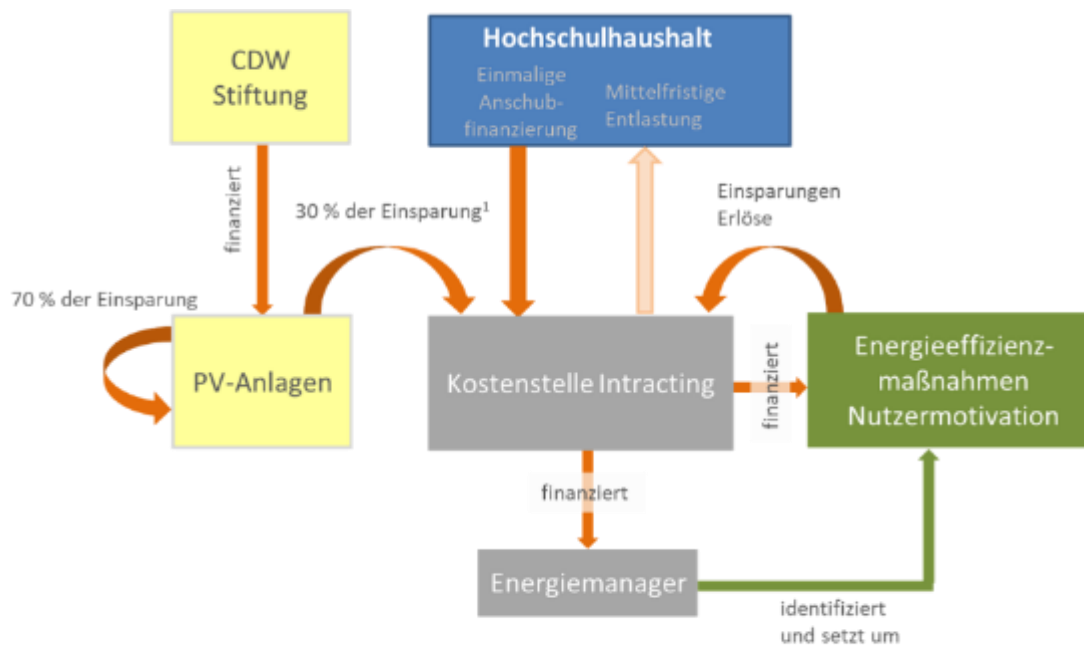 CDW
Stiftung
Hochschulhaushalt
Einmalige
Anschub-
finanzierung
Mittelfristige
Entlastung
finanziert
30 % der Einsparung¹
Einsparungen
Erlöse
70 % der Einsparung
PV-Anlagen
Kostenstelle Intracting
finanziert
Energieeffizienz-
maßnahmen
Nutzermotivation
finanziert
Energiemanager
identifiziert
und setzt um